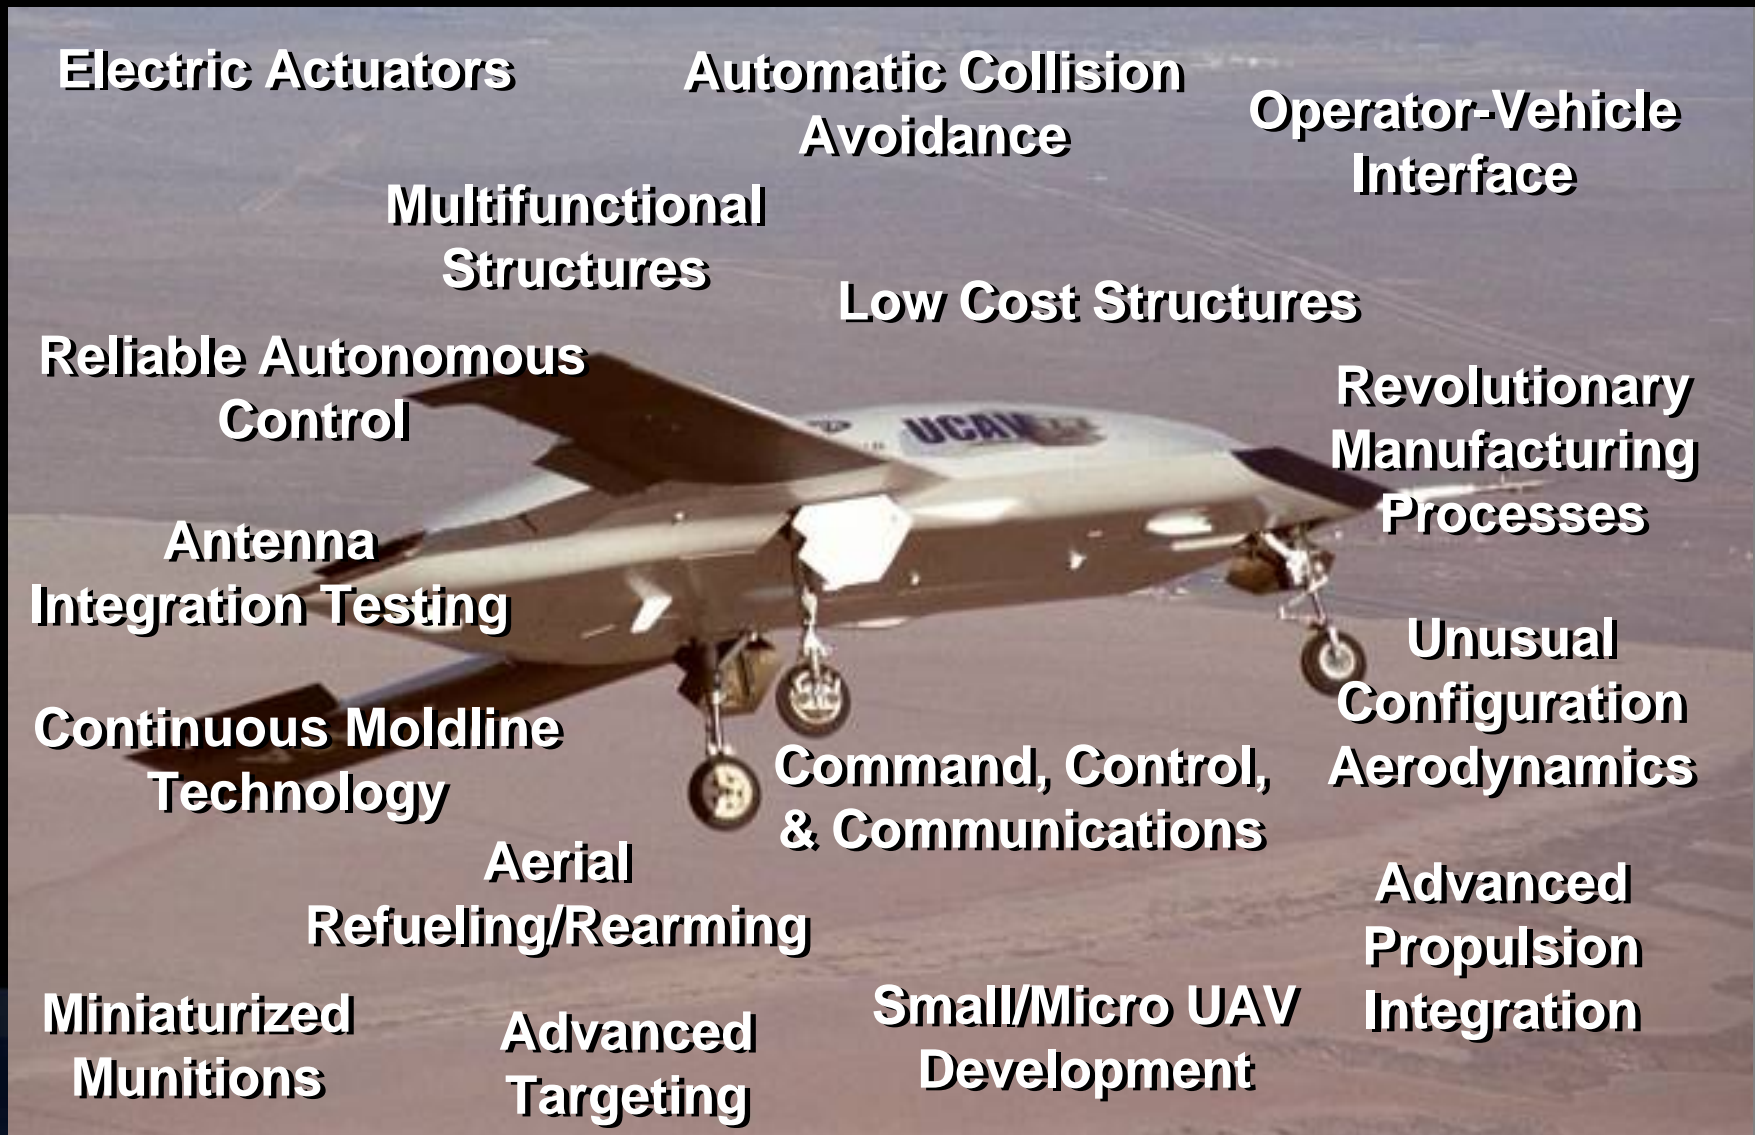 Electric Actuators
Automatic Collision
Avoidance
Operator-Vehicle
Interface
Multifunctional
Structures
Low Cost Structures
Reliable Autonomous
Control
Revolutionary
Manufacturing
Processes
UCAV
Antenna
Integration Testing
Unusual
Configuration
Aerodynamics
Continuous Moldline
Technology
Command, Control,
& Communications
Aerial
Refueling/Rearming
Advanced
Propulsion
Integration
Miniaturized
Munitions
Advanced
Targeting
Small/Micro UAV
Development